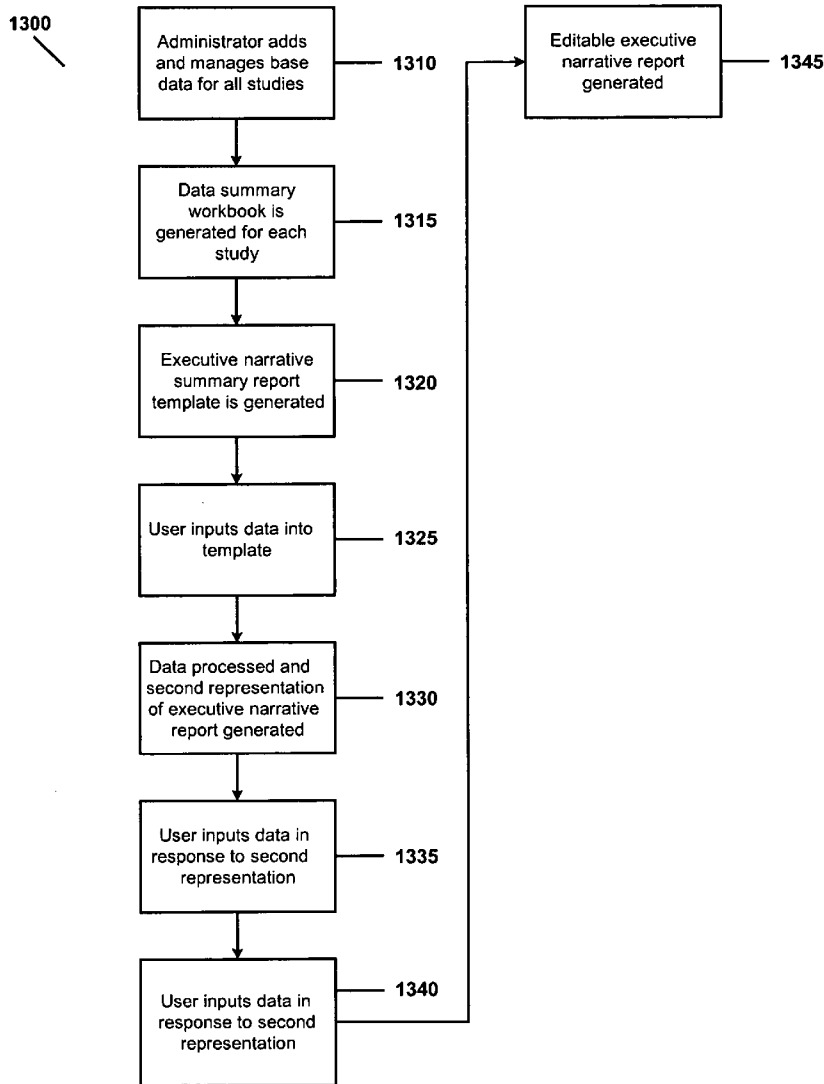 1300
Administrator adds
and manages base
data for all studies
1310
Data summary
workbook is
generated for each
study
1315
Executive narrative
summary report
template is generated
1320
User inputs data into
template
1325
Data processed and
second representation
of executive narrative
report generated
1330
User inputs data in
response to second
representation
1335
User inputs data in
response to second
representation
1340
Editable executive
narrative report
generated
1345